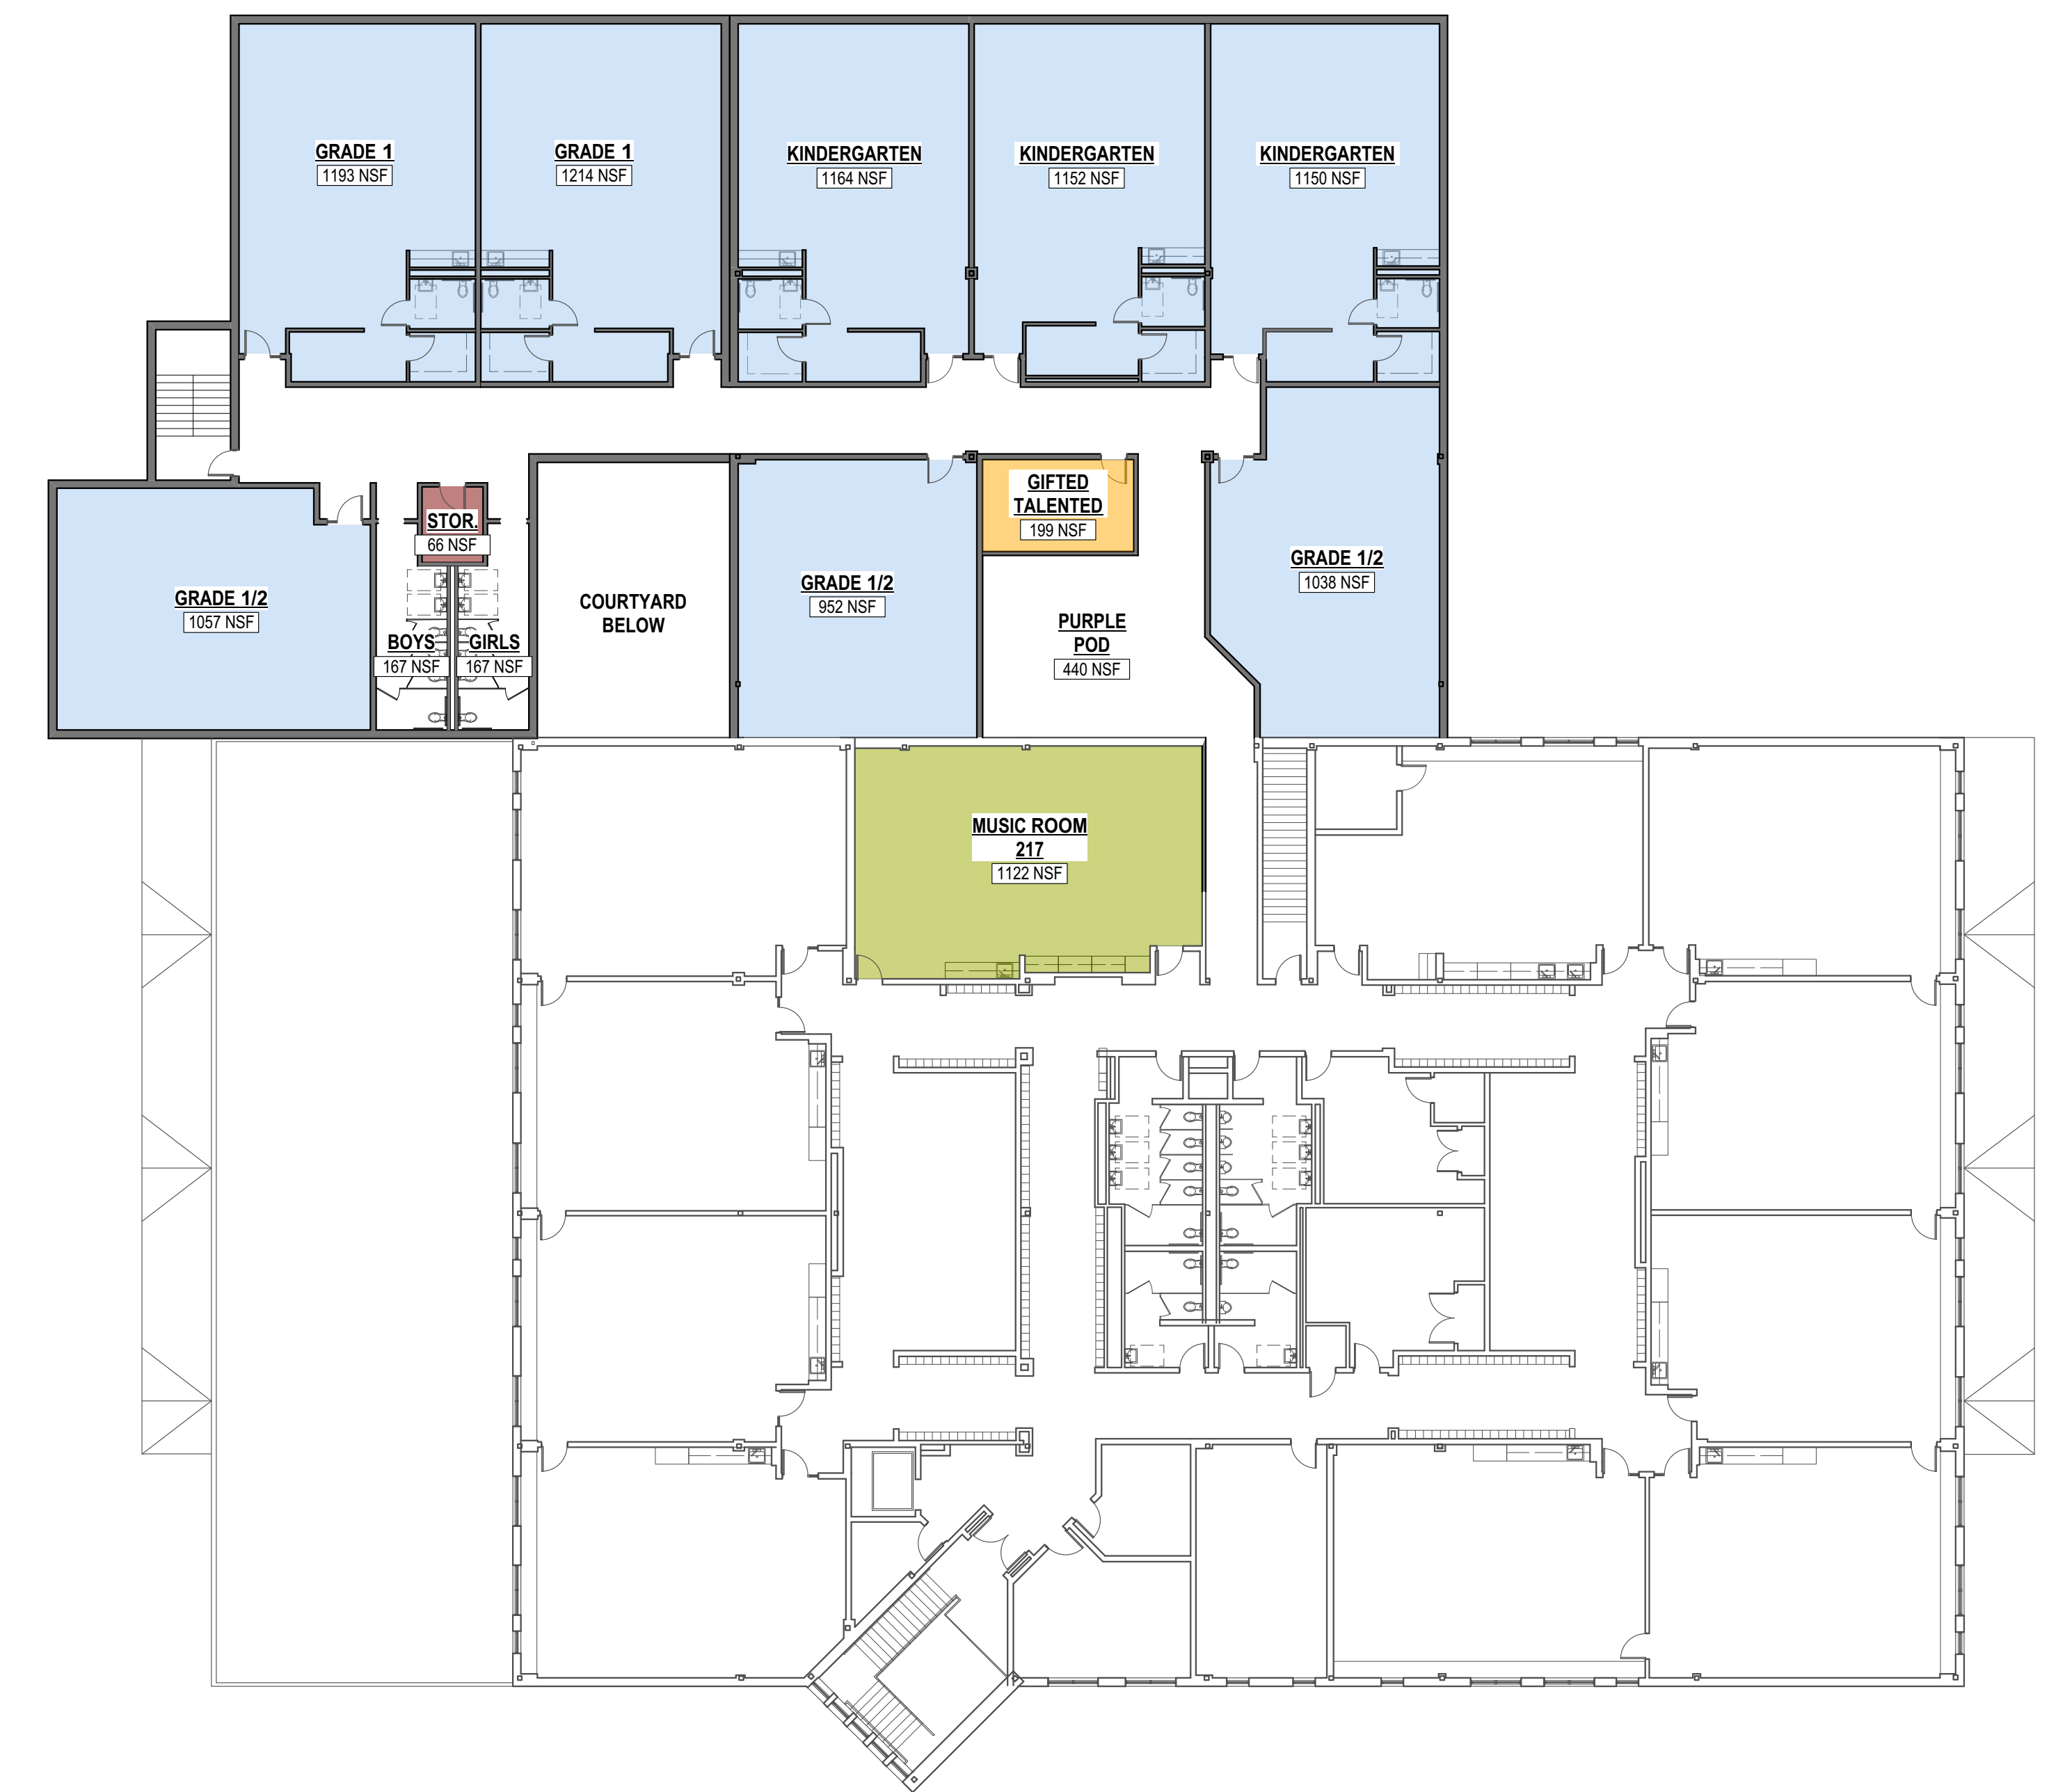 GRADE 1
1193 NSF
GRADE 1
1214 NSF
KINDERGARTEN
1164 NSF
KINDERGARTEN
1152 NSF
KINDERGARTEN
1150 NSF
GRADE 1/2
1057 NSF
STOR.
66 NSF
BOYS
167 NSF
GIRLS
167 NSF
COURTYARD
BELOW
GRADE 1/2
952 NSF
GIFTED
TALENTED
199 NSF
PURPLE
POD
440 NSF
GRADE 1/2
1038 NSF
MUSIC ROOM
217
1122 NSF